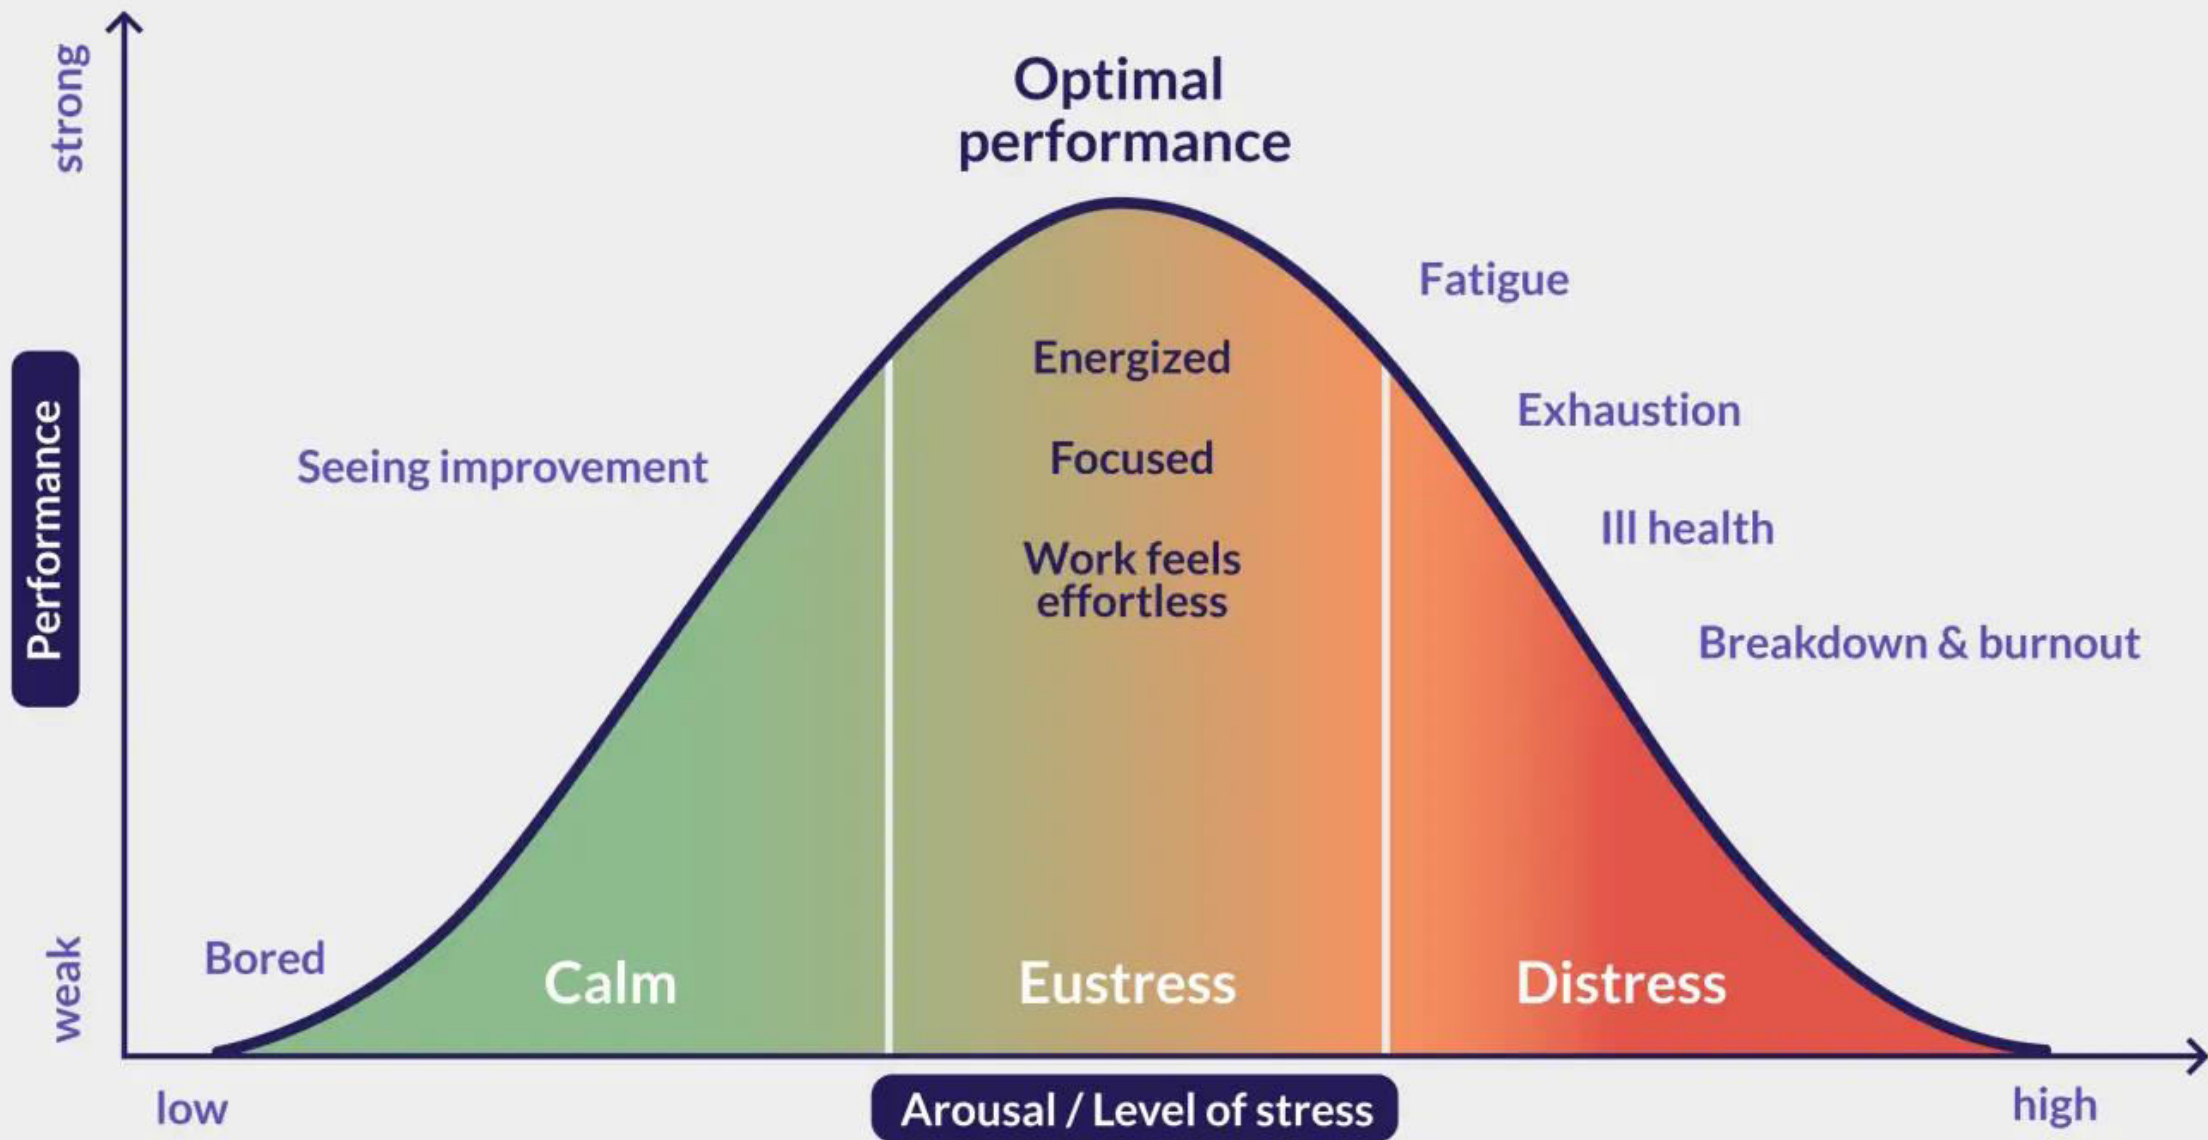 strong
Performance
weak
Optimal
performance
Energized
Focused
Work feels
effortless
Seeing improvement
Bored
Fatigue
Exhaustion
Ill health
Breakdown & burnout
Calm
Eustress
Distress
low
Arousal / Level of stress
high